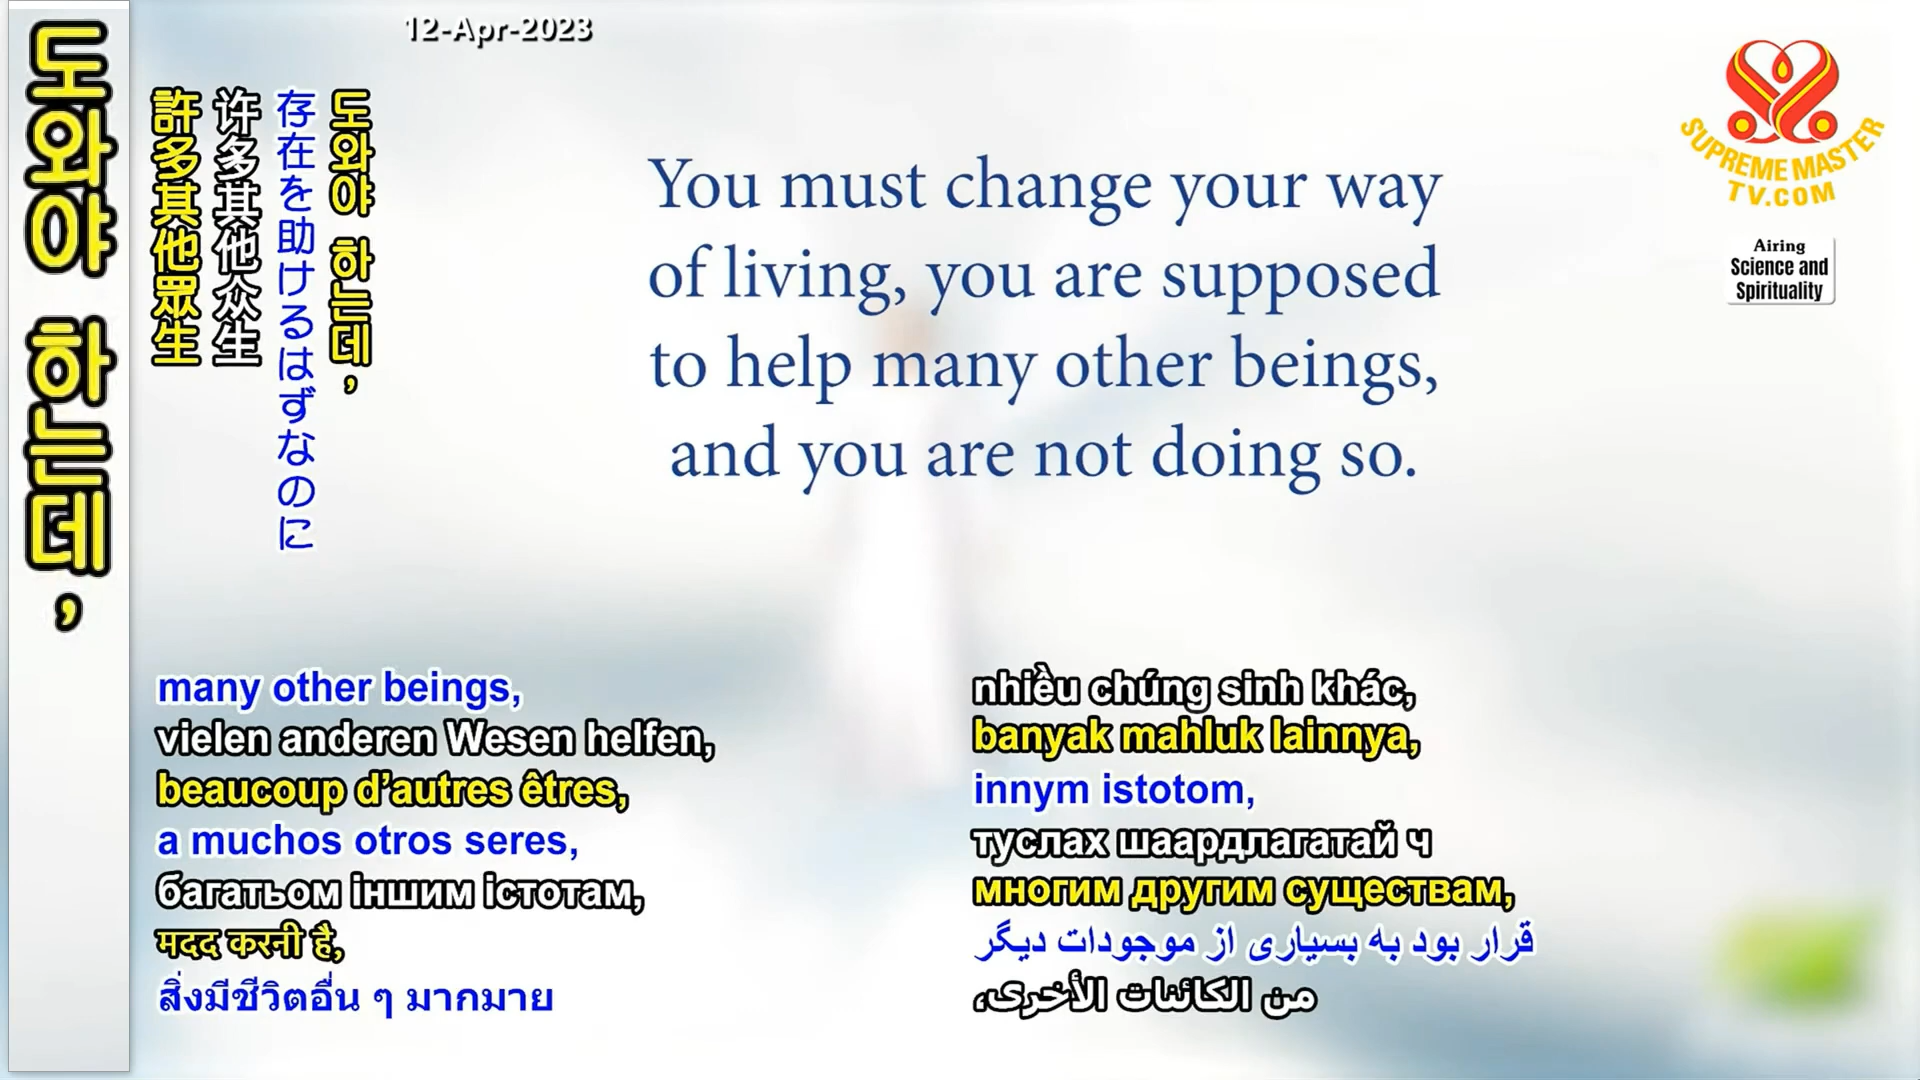 12-Apr-2023
도와야 한는데,
許多其他眾生
许多其他众生
存在を助けるはずなのに
도와야 한는데,
You must change your way
of living, you are supposed
to help many other beings,
and you are not doing so.
SUPREME MASTER
TV.COM
Airing
Science and
Spirituality
many other beings,
vielen anderen Wesen helfen,
beaucoup d’autres êtres,
a muchos otros seres,
багатьом іншим істотам,
मदद करनी है,
สิ่งมีชีวิตอื่น ๆ มากมาย
nhiều chúng sinh khác,
banyak mahluk lainnya,
innym istotom,
туслах шаардлагатай ч
многим другим существам,
قرار بود به بسیاری از موجودات دیگر
من الكائنات الأخرى،